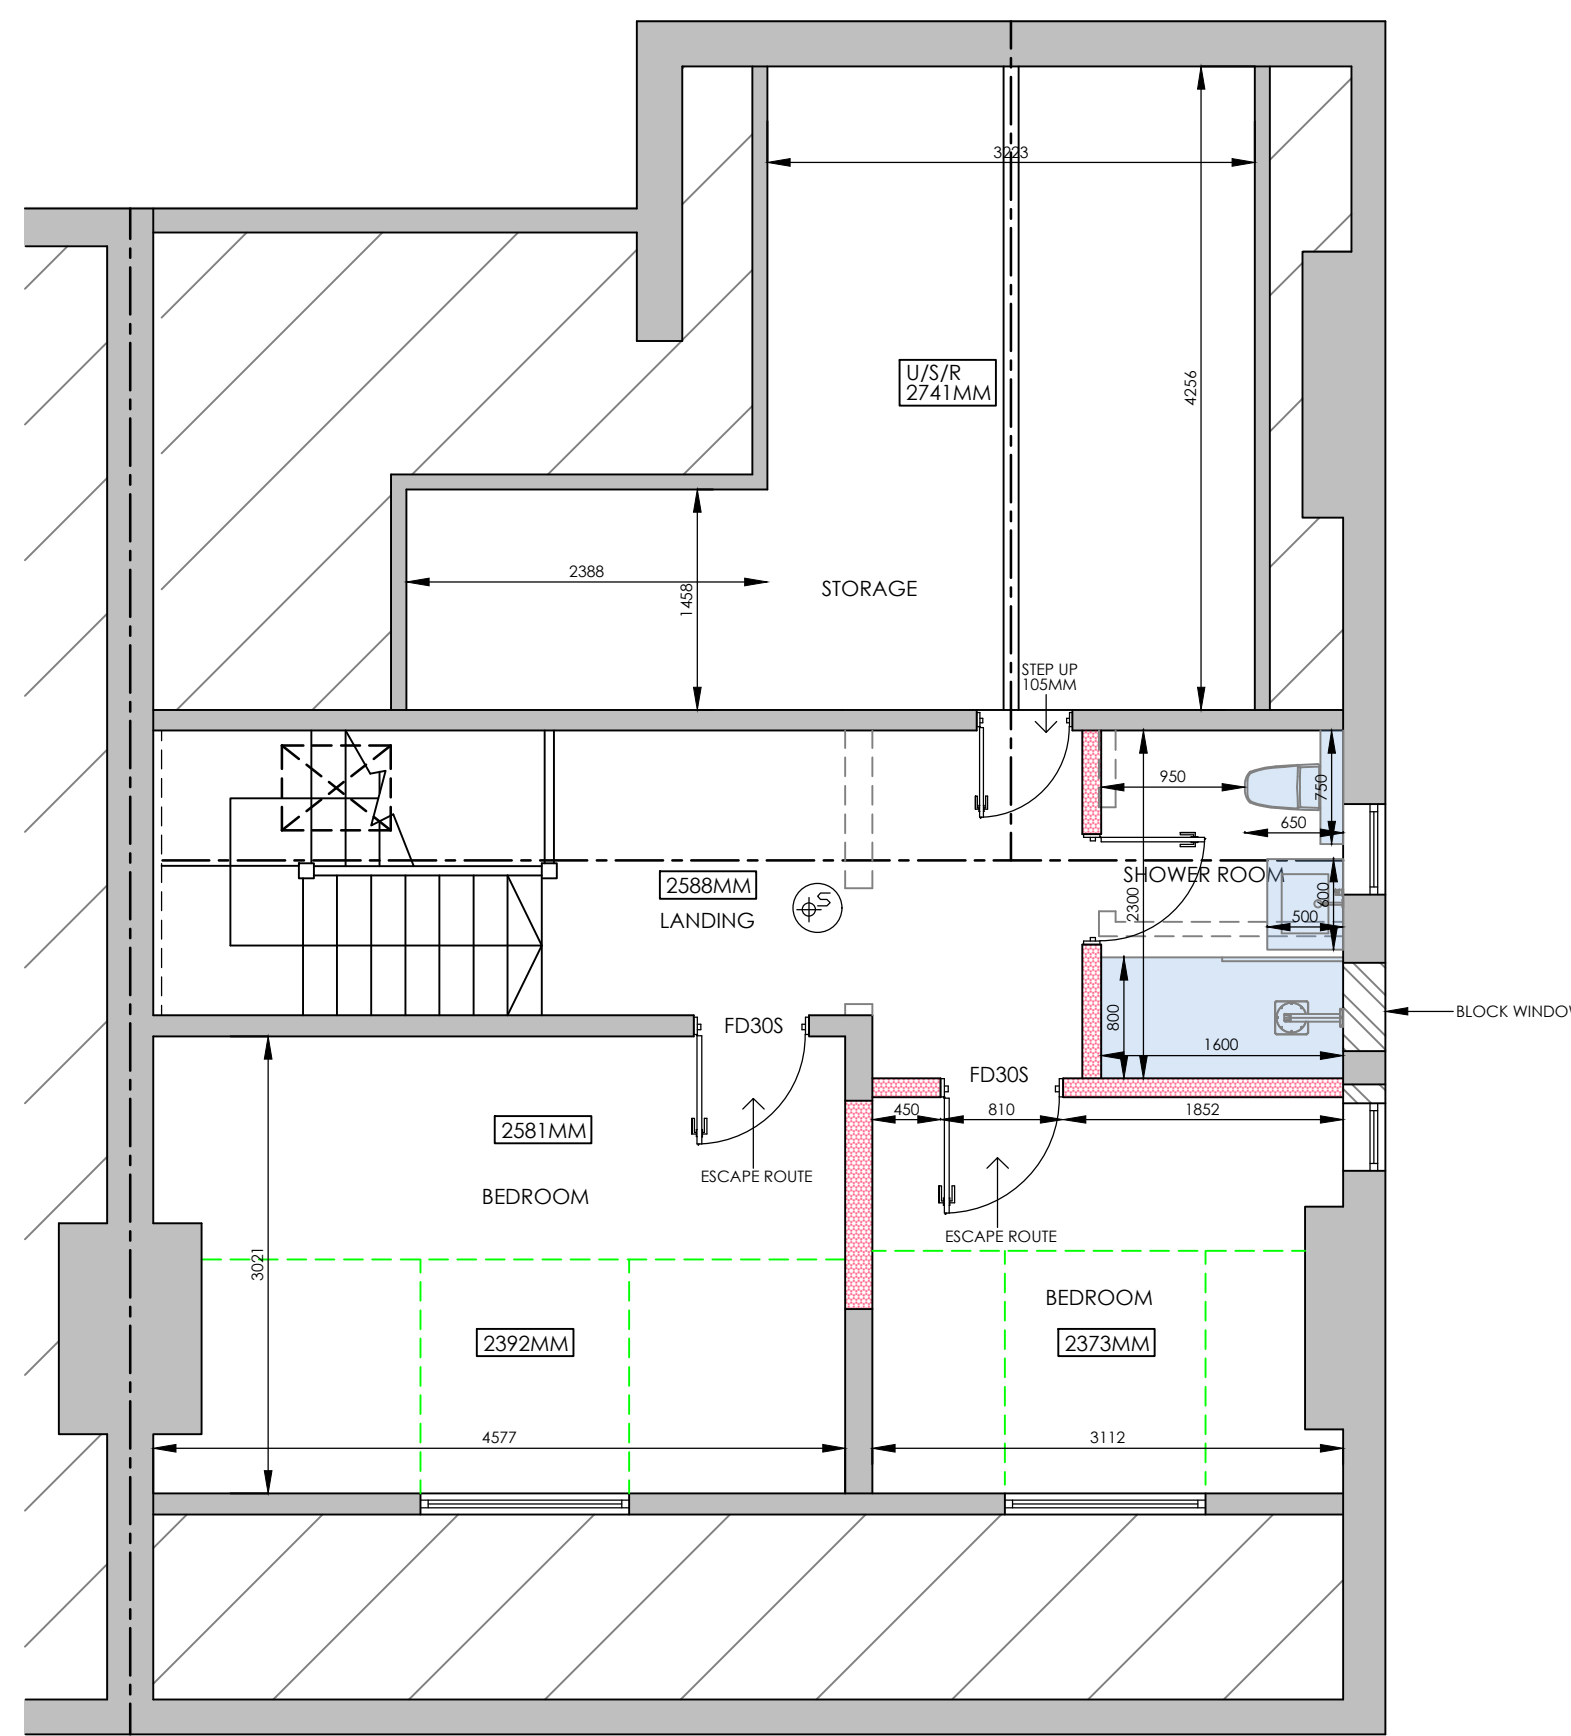 3223
U/S/R
2741MM
4256
2388
1458
STORAGE
STEP UP
105MM
950
750
650
SHOWER ROOM
2588MM
LANDING
S
2300
600
500
800
BLOCK WINDOW
1600
FD30S
FD30S
450
810
1852
2581MM
BEDROOM
ESCAPE ROUTE
ESCAPE ROUTE
3021
BEDROOM
2392MM
2373MM
4577
3112